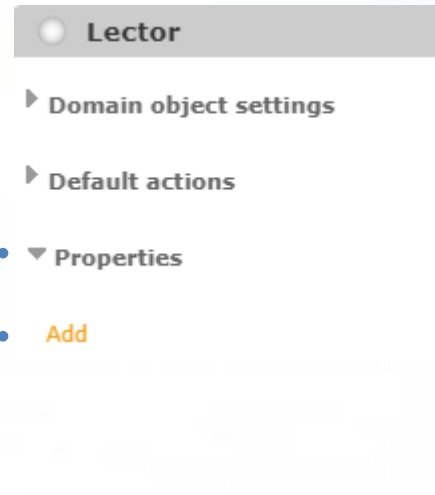 Lector
Domain object settings
Default actions
Properties
Add